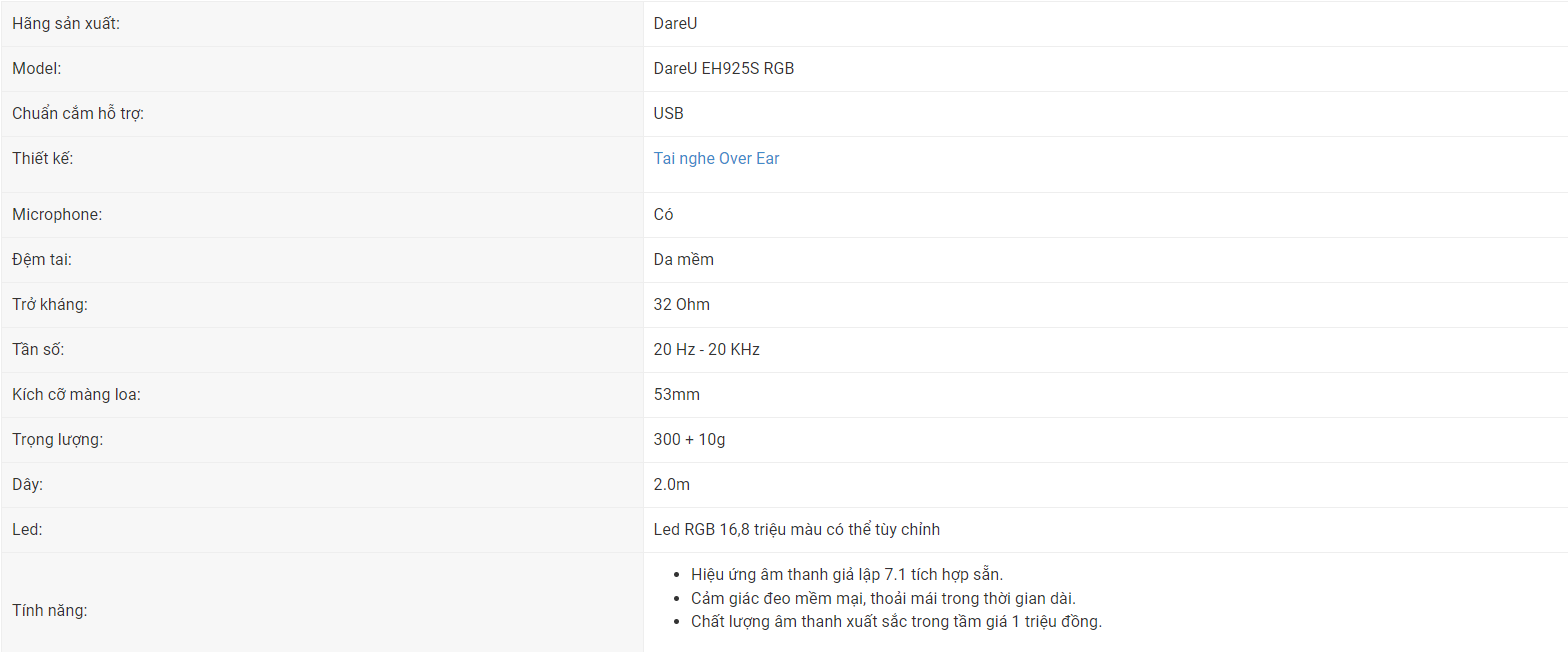 Hãng sản xuất: DareU
Model: DareU EH925S RGB
Chuẩn cắm hỗ trợ: USB
Thiết kế: Tai nghe Over Ear
Microphone: Có
Đệm tai: Da mềm
Trở kháng: 32 Ohm
Tần số: 20 Hz - 20 KHz
Kích cỡ màng loa: 53mm
Trọng lượng: 300 + 10g
Dây: 2.0m
Led: Led RGB 16,8 triệu màu có thể tùy chỉnh
Tính năng:
• Hiệu ứng âm thanh giả lập 7.1 tích hợp sẵn.
• Cảm giác đeo mềm mại, thoải mái trong thời gian dài.
• Chất lượng âm thanh xuất sắc trong tầm giá 1 triệu đồng.